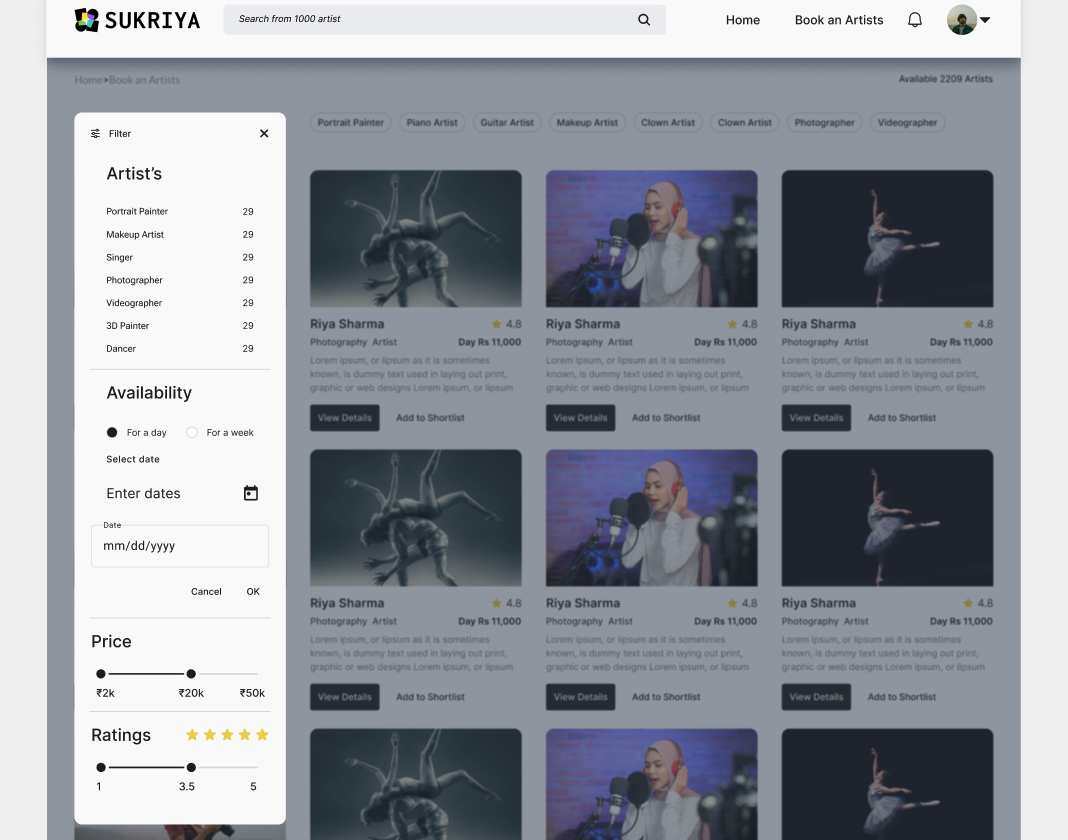 SUKRIYA
Search from 1000 artist
Home
Book an Artists
Home>Book an Artists
Available 2209 Artists
Filter
Artist's
Portrait Painter 29
Makeup Artist 29
Singer 29
Photographer 29
Videographer 29
3D Painter 29
Dancer 29
Availability
For a day
For a week
Select date
Enter dates
Date
mm/dd/yyyy
Cancel OK
Price
₹2k ₹20k ₹50k
Ratings
1 3.5 5
Portrait Painter
Piano Artist
Guitar Artist
Makeup Artist
Clown Artist
Clown Artist
Photographer
Videographer
Riya Sharma 4.8
Photography Artist Day Rs 11,000
Lorem ipsum, or lipsum as it is sometimes
known, is dummy text used in laying out print,
graphic or web designs Lorem ipsum, or lipsum
View Details Add to Shortlist
Riya Sharma 4.8
Photography Artist Day Rs 11,000
Lorem ipsum, or lipsum as it is sometimes
known, is dummy text used in laying out print,
graphic or web designs Lorem ipsum, or lipsum
View Details Add to Shortlist
Riya Sharma 4.8
Photography Artist Day Rs 11,000
Lorem ipsum, or lipsum as it is sometimes
known, is dummy text used in laying out print,
graphic or web designs Lorem ipsum, or lipsum
View Details Add to Shortlist
Riya Sharma 4.8
Photography Artist Day Rs 11,000
Lorem ipsum, or lipsum as it is sometimes
known, is dummy text used in laying out print,
graphic or web designs Lorem ipsum, or lipsum
View Details Add to Shortlist
Riya Sharma 4.8
Photography Artist Day Rs 11,000
Lorem ipsum, or lipsum as it is sometimes
known, is dummy text used in laying out print,
graphic or web designs Lorem ipsum, or lipsum
View Details Add to Shortlist
Riya Sharma 4.8
Photography Artist Day Rs 11,000
Lorem ipsum, or lipsum as it is sometimes
known, is dummy text used in laying out print,
graphic or web designs Lorem ipsum, or lipsum
View Details Add to Shortlist